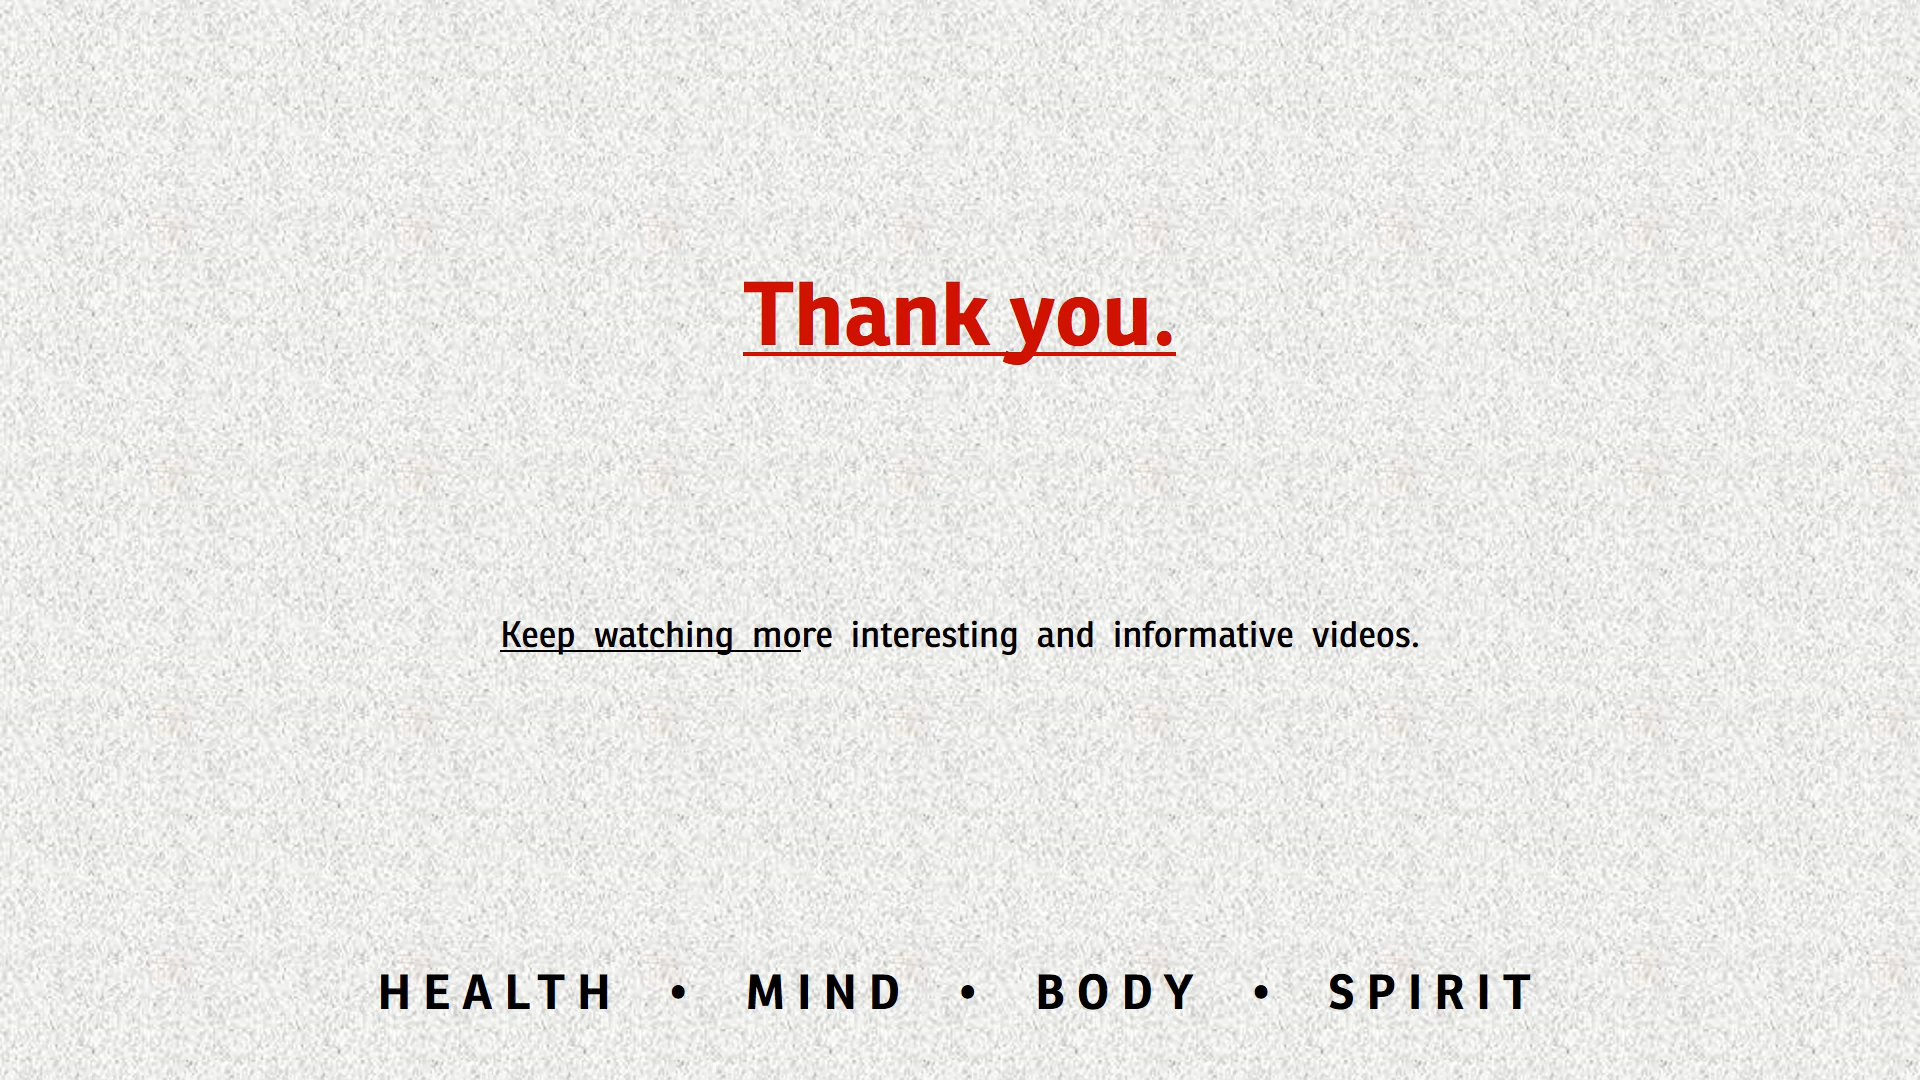 Thank you.
Keep watching more interesting and informative videos.
HEALTH • MIND • BODY • SPIRIT